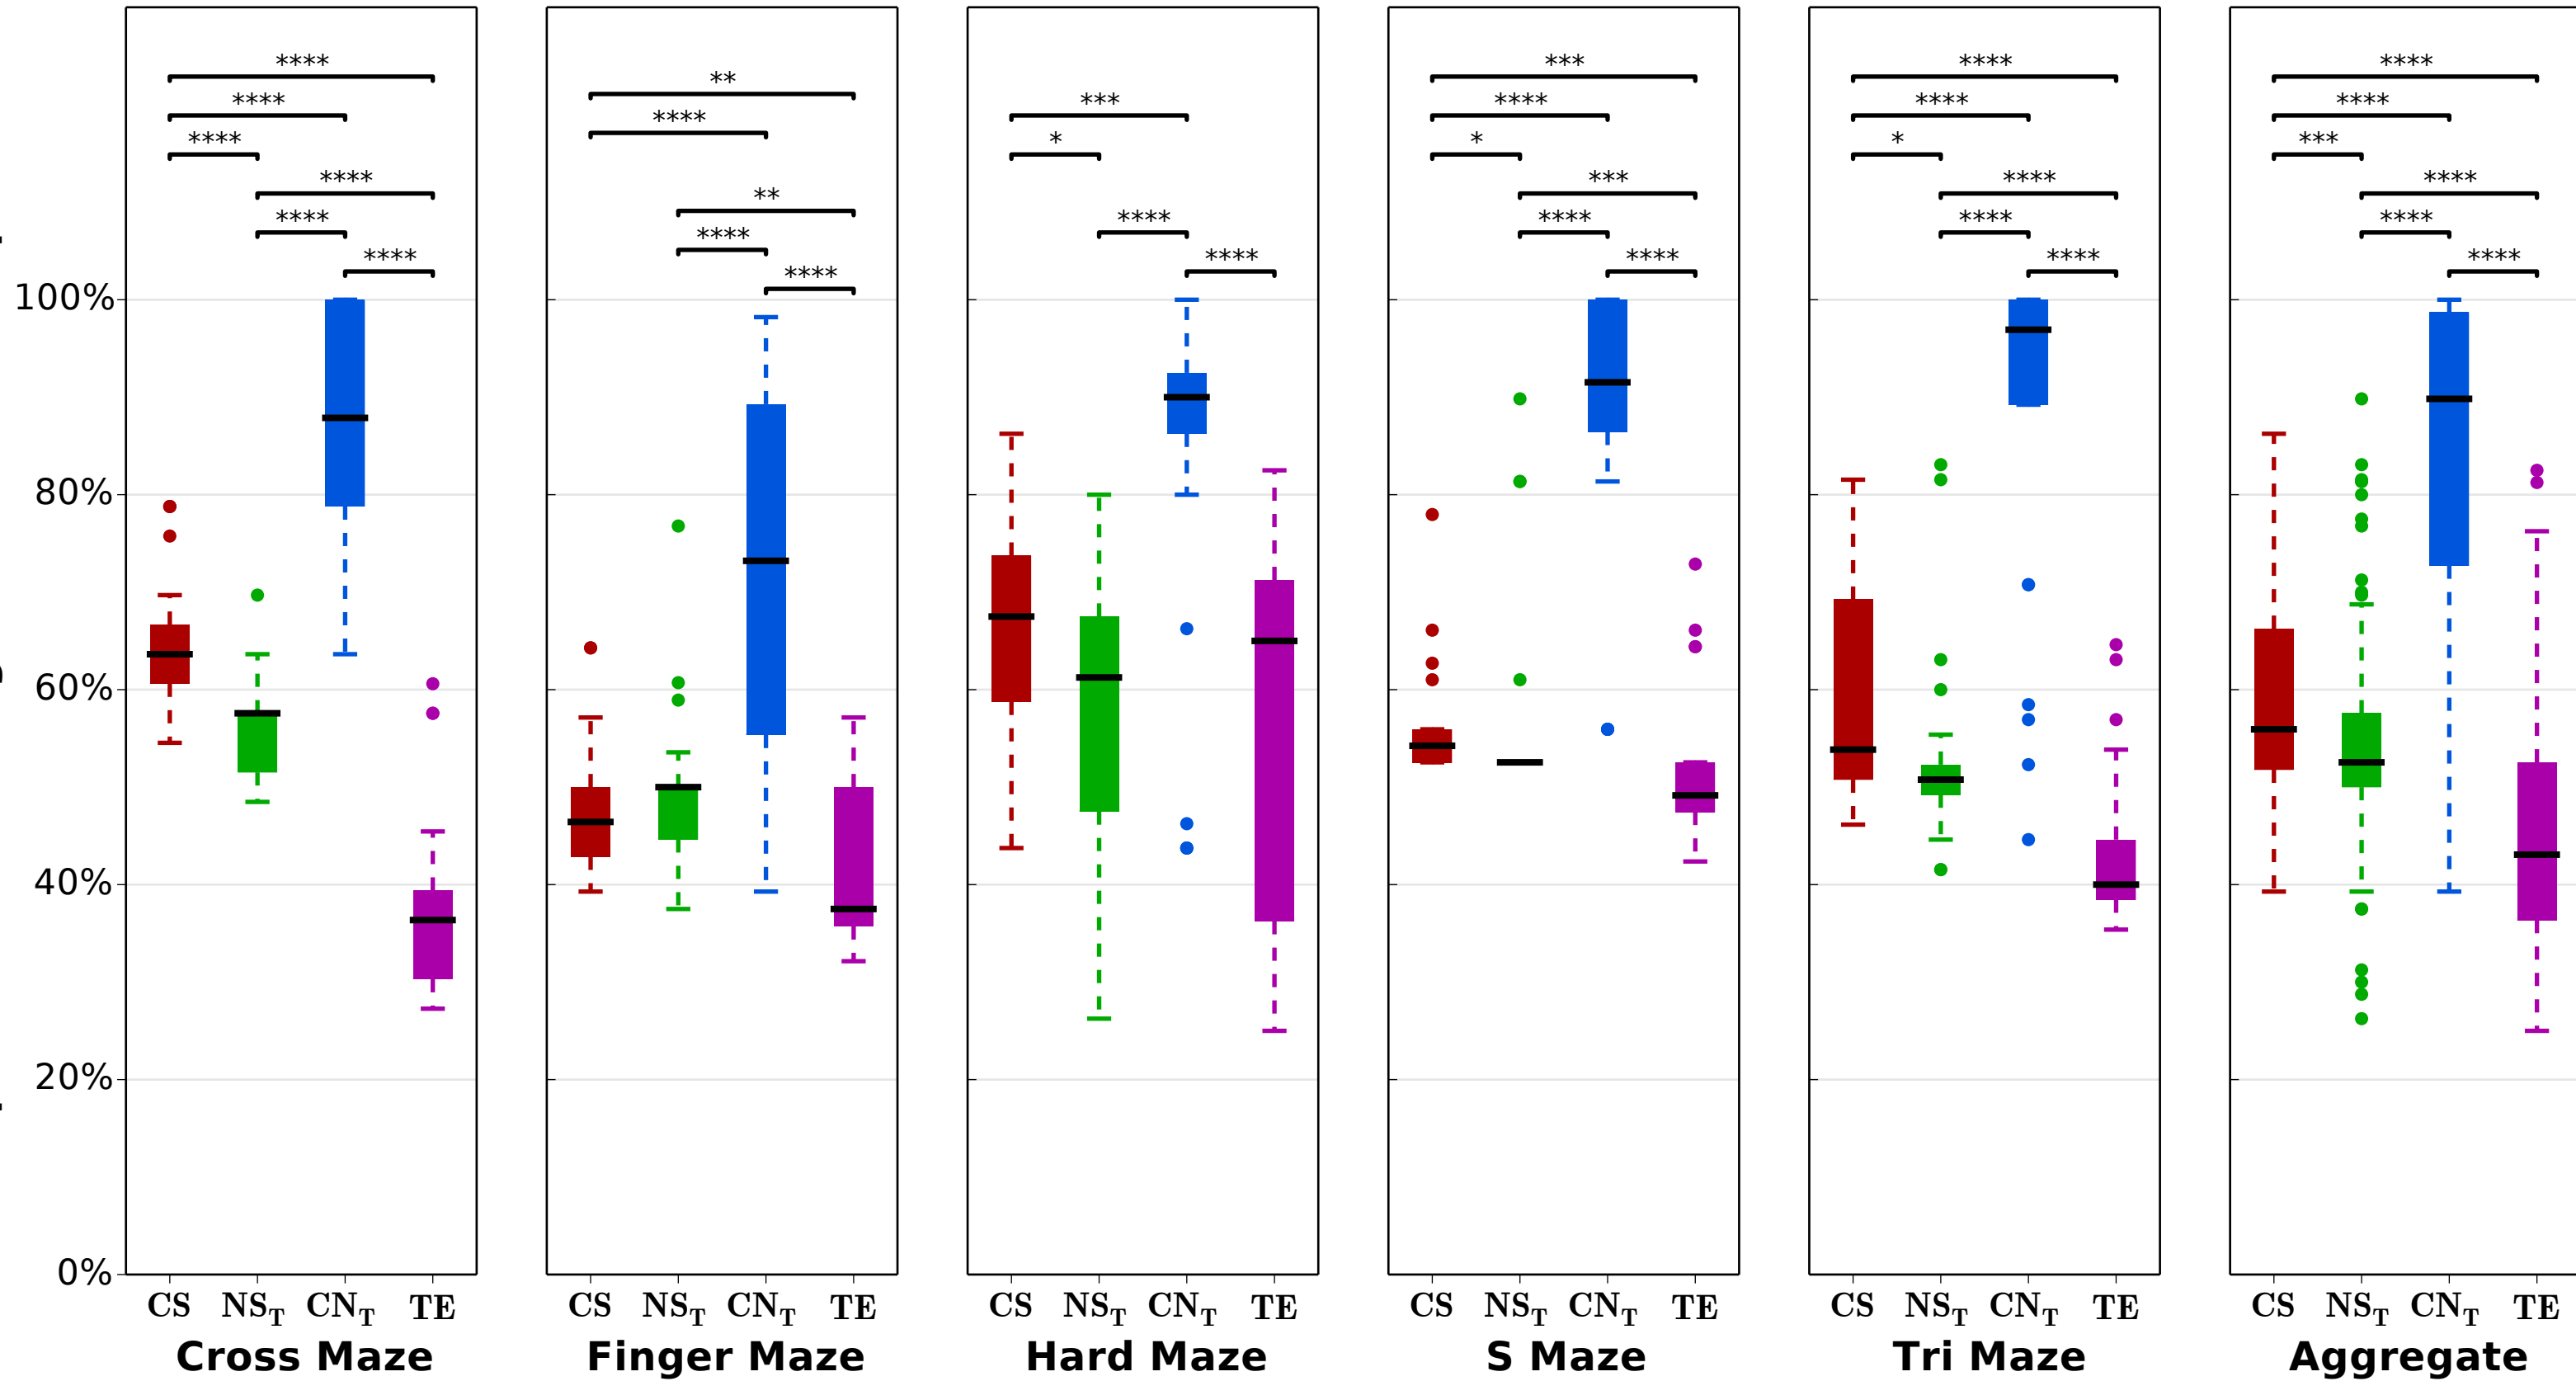 **** ** *** **** ****
**** *** **** **** ****
**** **** * * * ***
**** ** *** **** ****
**** **** **** **** **** ****
**** **** **** **** **** ****
100%
80%
60%
40%
20%
0%
CS NS_T CN_T TE CS NS_T CN_T TE CS NS_T CN_T TE CS NS_T CN_T TE CS NS_T CN_T TE CS NS_T CN_T TE
Cross Maze Finger Maze Hard Maze S Maze Tri Maze Aggregate